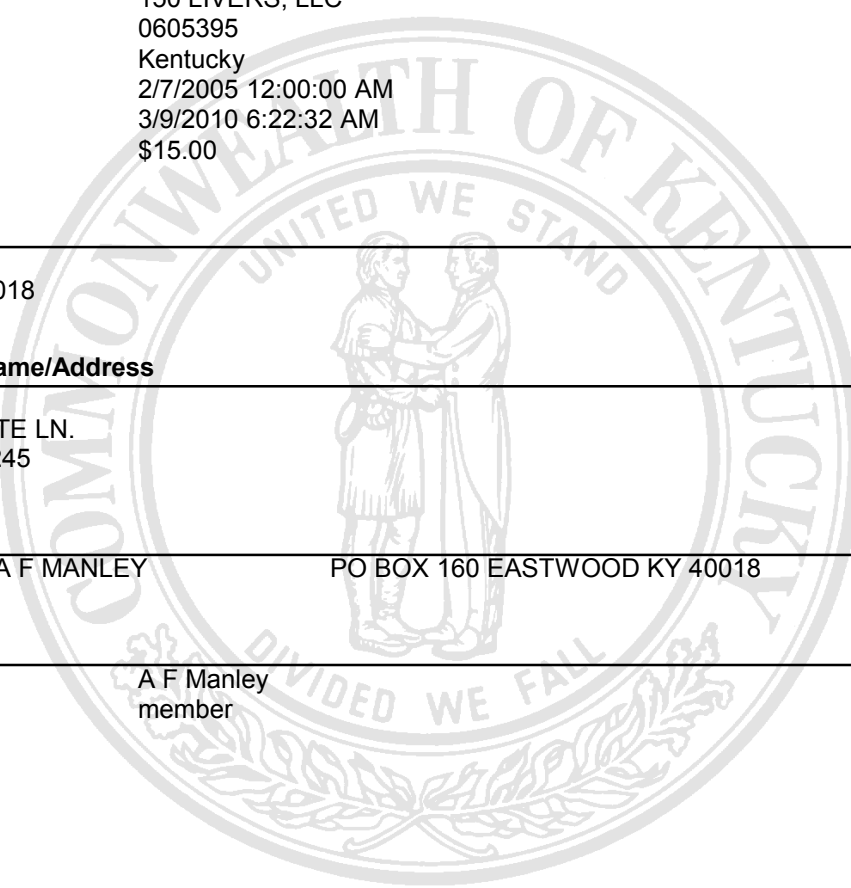 150 LIVERS, LLC
0605395
Kentucky
2/7/2005 12:00:00 AM
3/9/2010 6:22:32 AM
$15.00
COMMONWEALTH OF KENTUCKY
UNITED WE STAND
018
ame/Address
TE LN.
245
A F MANLEY PO BOX 160 EASTWOOD KY 40018
DIVIDED WE FALL
A F Manley
member